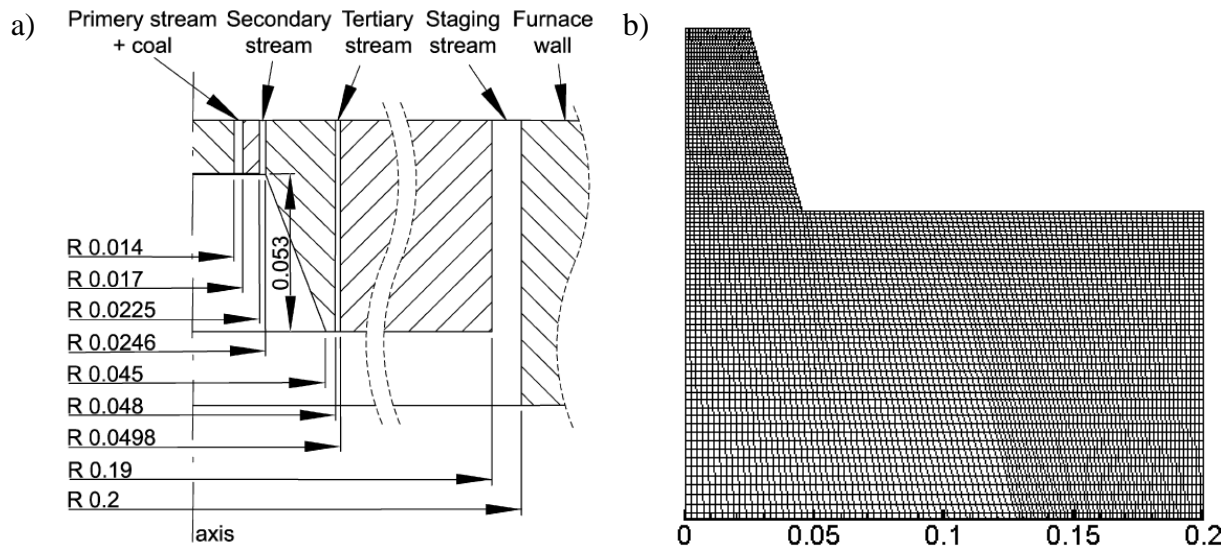 a)
Primery stream
+ coal
Secondary
stream
Tertiary
stream
Staging
stream
Furnace
wall
0.053
R 0.014
R 0.017
R 0.0225
R 0.0246
R 0.045
R 0.048
R 0.0498
R 0.19
R 0.2
axis
b)
0 0.05 0.1 0.15 0.2